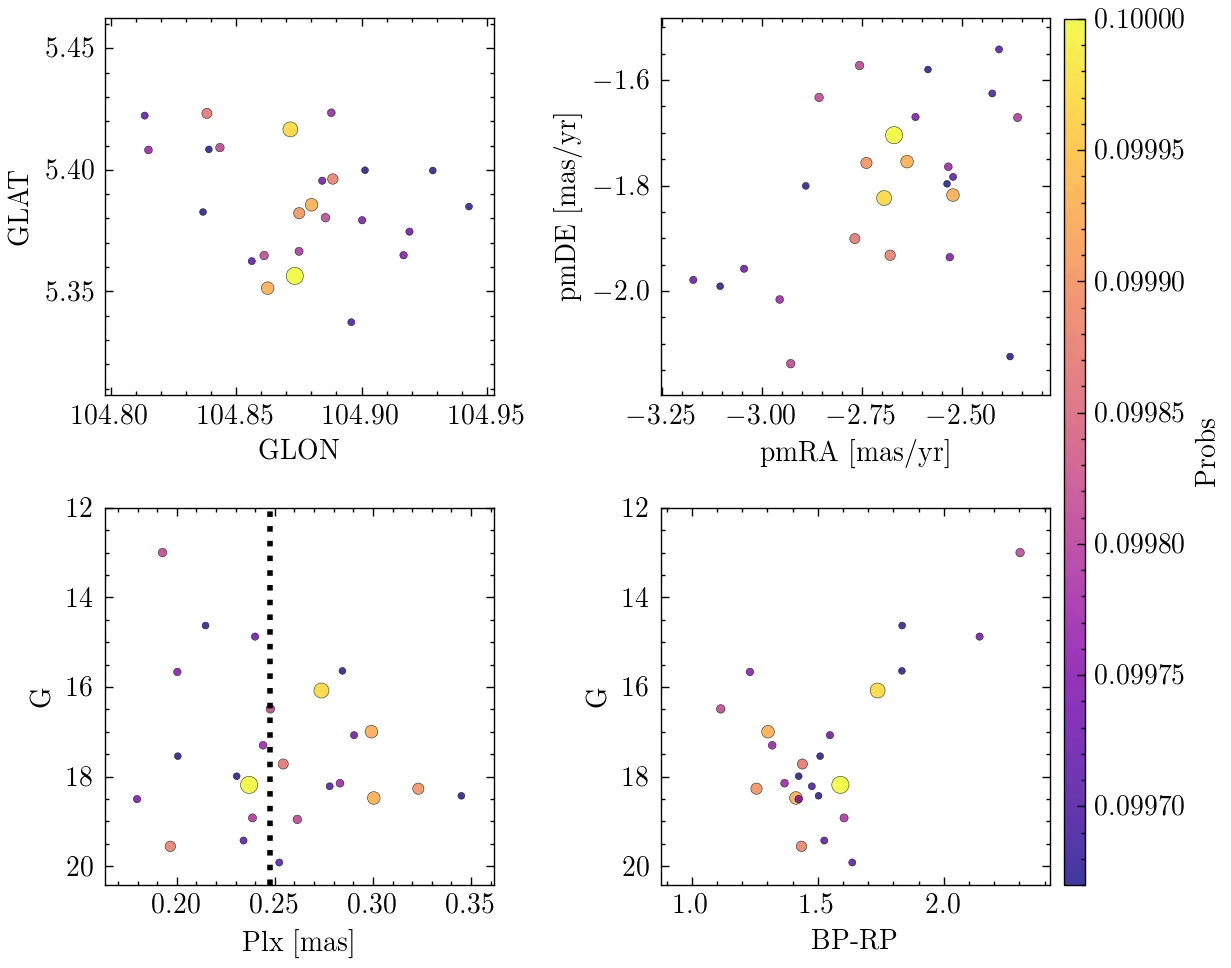 5.45
5.40
5.35
GLAT
104.80 104.85 104.90 104.95
GLON
−1.6
−1.8
−2.0
pmDE [mas/yr]
−3.25 −3.00 −2.75 −2.50
pmRA [mas/yr]
0.10000
0.09995
0.09990
0.09985
0.09980
0.09975
0.09970
Probs
12
14
16
18
20
G
0.20 0.25 0.30 0.35
Plx [mas]
12
14
16
18
20
G
1.0 1.5 2.0
BP-RP